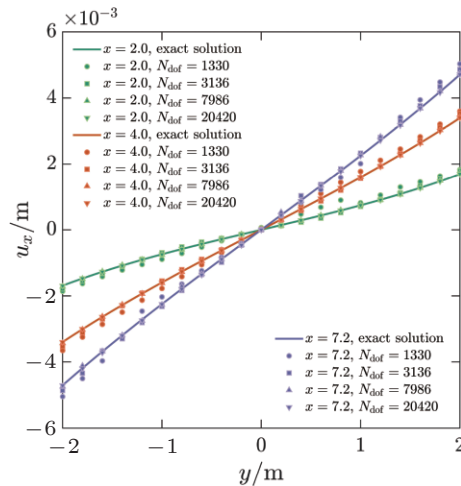 ×10⁻³
6
4
2
0
−2
−4
−6
u_x/m
x = 2.0, exact solution
x = 2.0, N_dof = 1330
x = 2.0, N_dof = 3136
x = 2.0, N_dof = 7986
x = 2.0, N_dof = 20420
x = 4.0, exact solution
x = 4.0, N_dof = 1330
x = 4.0, N_dof = 3136
x = 4.0, N_dof = 7986
x = 4.0, N_dof = 20420
x = 7.2, exact solution
x = 7.2, N_dof = 1330
x = 7.2, N_dof = 3136
x = 7.2, N_dof = 7986
x = 7.2, N_dof = 20420
−2 −1 0 1 2
y/m